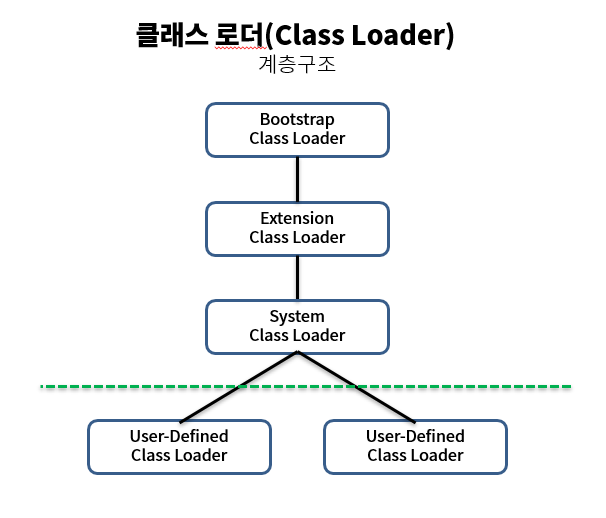 클래스 로더(Class Loader)
계층구조
Bootstrap
Class Loader
Extension
Class Loader
System
Class Loader
User-Defined
Class Loader
User-Defined
Class Loader